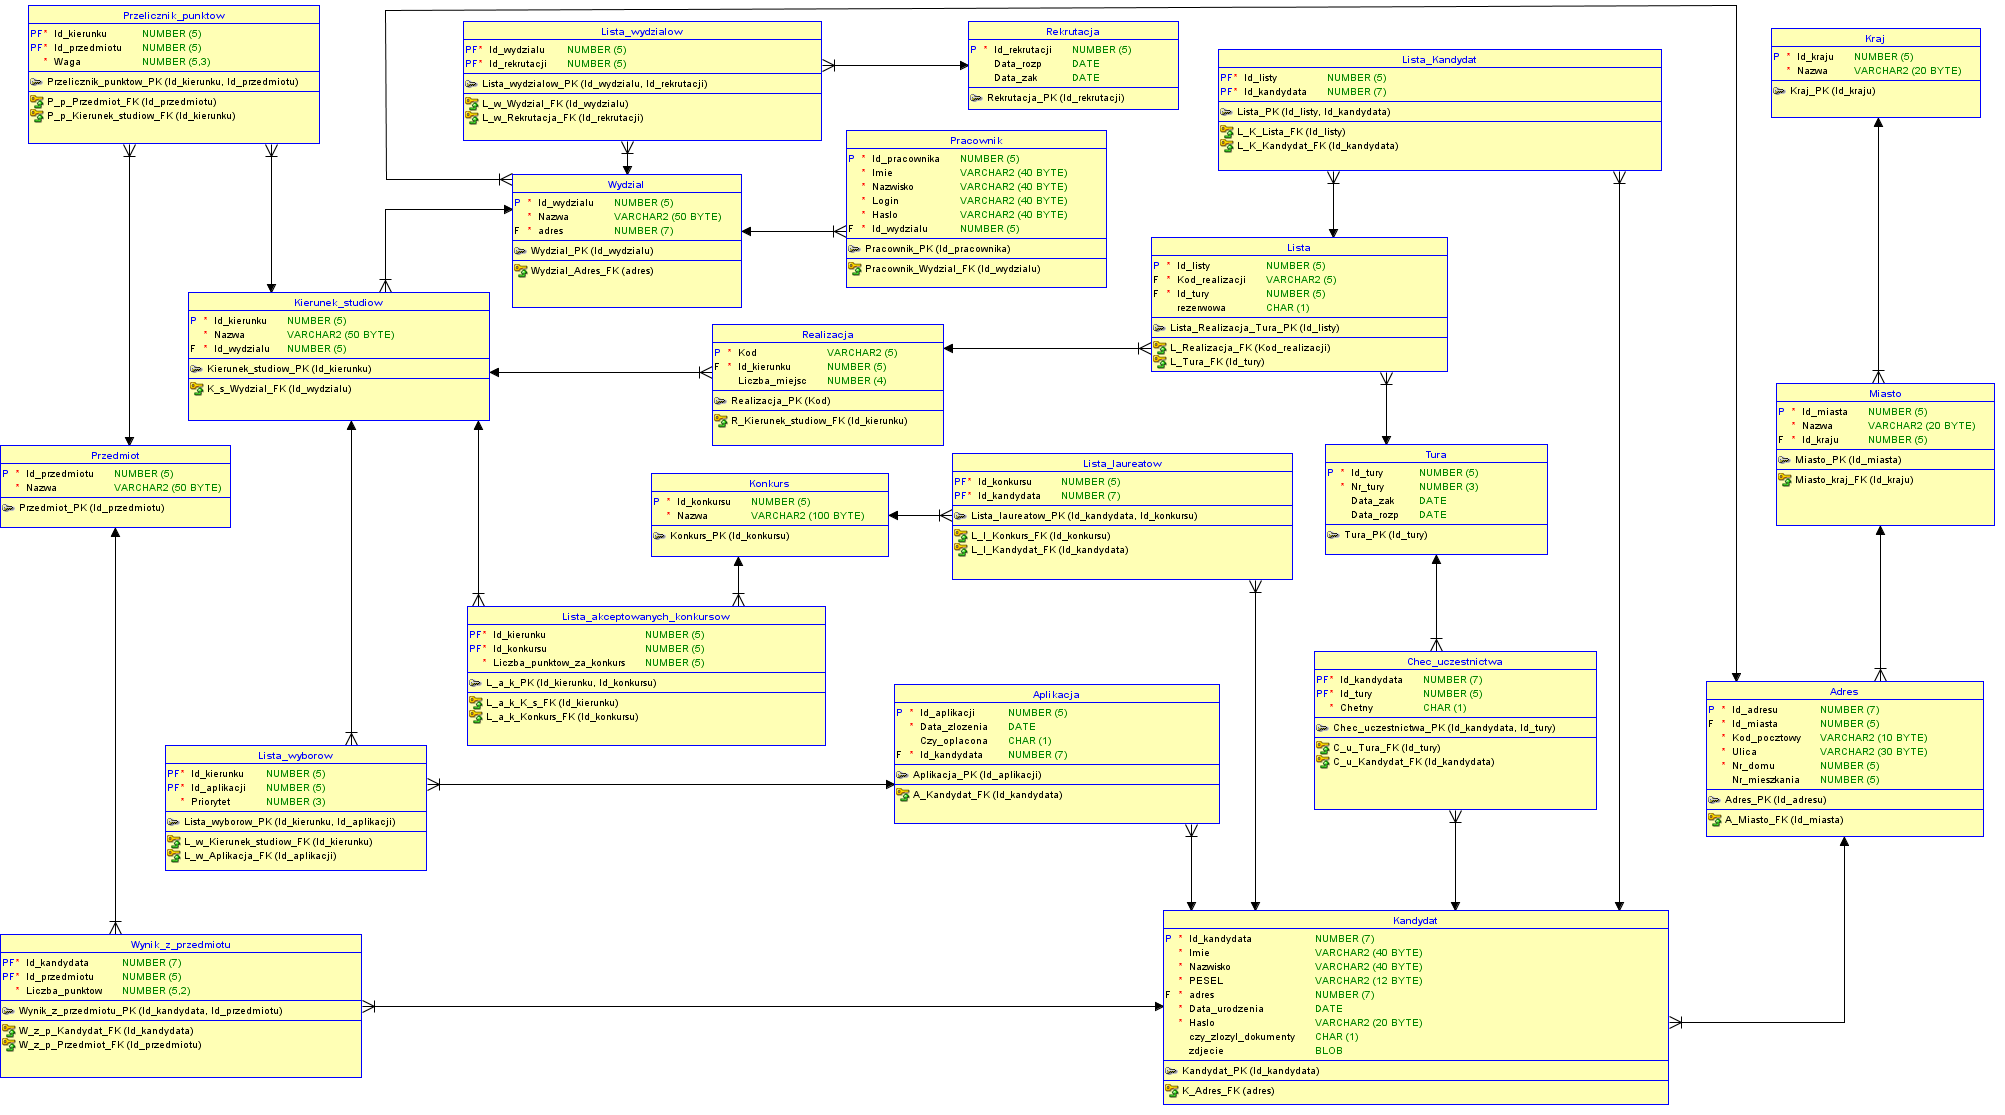 Przelicznik_punktow
PF* Id_kierunku NUMBER (5)
PF* Id_przedmiotu NUMBER (5)
* Waga NUMBER (5,3)
Przelicznik_punktow_PK (Id_kierunku, Id_przedmiotu)
P_p_Przedmiot_FK (Id_przedmiotu)
P_p_Kierunek_studiow_FK (Id_kierunku)
Lista_wydzialow
PF* Id_wydzialu NUMBER (5)
PF* Id_rekrutacji NUMBER (5)
Lista_wydzialow_PK (Id_wydzialu, Id_rekrutacji)
L_w_Wydzial_FK (Id_wydzialu)
L_w_Rekrutacja_FK (Id_rekrutacji)
Rekrutacja
P * Id_rekrutacji NUMBER (5)
Data_rozp DATE
Data_zak DATE
Rekrutacja_PK (Id_rekrutacji)
Lista_Kandydat
PF* Id_listy NUMBER (5)
PF* Id_kandydata NUMBER (7)
Lista_PK (Id_listy, Id_kandydata)
L_K_Lista_FK (Id_listy)
L_K_Kandydat_FK (Id_kandydata)
Kraj
P * Id_kraju NUMBER (5)
* Nazwa VARCHAR2 (20 BYTE)
Kraj_PK (Id_kraju)
Pracownik
P * Id_pracownika NUMBER (5)
* Imie VARCHAR2 (40 BYTE)
* Nazwisko VARCHAR2 (40 BYTE)
* Login VARCHAR2 (40 BYTE)
* Haslo VARCHAR2 (40 BYTE)
F * Id_wydzialu NUMBER (5)
Pracownik_PK (Id_pracownika)
Pracownik_Wydzial_FK (Id_wydzialu)
Wydzial
P * Id_wydzialu NUMBER (5)
* Nazwa VARCHAR2 (50 BYTE)
F * adres NUMBER (7)
Wydzial_PK (Id_wydzialu)
Wydzial_Adres_FK (adres)
Lista
P * Id_listy NUMBER (5)
F * Kod_realizacji VARCHAR2 (5)
F * Id_tury NUMBER (5)
rezerwowa CHAR (1)
Lista_Realizacja_Tura_PK (Id_listy)
L_Realizacja_FK (Kod_realizacji)
L_Tura_FK (Id_tury)
Kierunek_studiow
P * Id_kierunku NUMBER (5)
* Nazwa VARCHAR2 (50 BYTE)
F * Id_wydzialu NUMBER (5)
Kierunek_studiow_PK (Id_kierunku)
K_s_Wydzial_FK (Id_wydzialu)
Realizacja
P * Kod VARCHAR2 (5)
F * Id_kierunku NUMBER (5)
Liczba_miejsc NUMBER (4)
Realizacja_PK (Kod)
R_Kierunek_studiow_FK (Id_kierunku)
Miasto
P * Id_miasta NUMBER (5)
* Nazwa VARCHAR2 (20 BYTE)
F * Id_kraju NUMBER (5)
Miasto_PK (Id_miasta)
Miasto_kraj_FK (Id_kraju)
Przedmiot
P * Id_przedmiotu NUMBER (5)
* Nazwa VARCHAR2 (50 BYTE)
Przedmiot_PK (Id_przedmiotu)
Konkurs
P * Id_konkursu NUMBER (5)
* Nazwa VARCHAR2 (100 BYTE)
Konkurs_PK (Id_konkursu)
Lista_laureatow
PF* Id_konkursu NUMBER (5)
PF* Id_kandydata NUMBER (7)
Lista_laureatow_PK (Id_kandydata, Id_konkursu)
L_l_Konkurs_FK (Id_konkursu)
L_l_Kandydat_FK (Id_kandydata)
Tura
P * Id_tury NUMBER (5)
* Nr_tury NUMBER (3)
Data_zak DATE
Data_rozp DATE
Tura_PK (Id_tury)
Lista_akceptowanych_konkursow
PF* Id_kierunku NUMBER (5)
PF* Id_konkursu NUMBER (5)
* Liczba_punktow_za_konkurs NUMBER (5)
L_a_k_PK (Id_kierunku, Id_konkursu)
L_a_k_K_s_FK (Id_kierunku)
L_a_k_Konkurs_FK (Id_konkursu)
Chec_uczestnictwa
PF* Id_kandydata NUMBER (7)
PF* Id_tury NUMBER (5)
* Chetny CHAR (1)
Chec_uczestnictwa_PK (Id_kandydata, Id_tury)
C_u_Tura_FK (Id_tury)
C_u_Kandydat_FK (Id_kandydata)
Aplikacja
P * Id_aplikacji NUMBER (5)
* Data_zlozenia DATE
Czy_oplacona CHAR (1)
F * Id_kandydata NUMBER (7)
Aplikacja_PK (Id_aplikacji)
A_Kandydat_FK (Id_kandydata)
Adres
P * Id_adresu NUMBER (7)
F * Id_miasta NUMBER (5)
* Kod_pocztowy VARCHAR2 (10 BYTE)
* Ulica VARCHAR2 (30 BYTE)
* Nr_domu NUMBER (5)
Nr_mieszkania NUMBER (5)
Adres_PK (Id_adresu)
A_Miasto_FK (Id_miasta)
Lista_wyborow
PF* Id_kierunku NUMBER (5)
PF* Id_aplikacji NUMBER (5)
* Priorytet NUMBER (3)
Lista_wyborow_PK (Id_kierunku, Id_aplikacji)
L_w_Kierunek_studiow_FK (Id_kierunku)
L_w_Aplikacja_FK (Id_aplikacji)
Wynik_z_przedmiotu
PF* Id_kandydata NUMBER (7)
PF* Id_przedmiotu NUMBER (5)
* Liczba_punktow NUMBER (5,2)
Wynik_z_przedmiotu_PK (Id_kandydata, Id_przedmiotu)
W_z_p_Kandydat_FK (Id_kandydata)
W_z_p_Przedmiot_FK (Id_przedmiotu)
Kandydat
P * Id_kandydata NUMBER (7)
* Imie VARCHAR2 (40 BYTE)
* Nazwisko VARCHAR2 (40 BYTE)
* PESEL VARCHAR2 (12 BYTE)
F * adres NUMBER (7)
* Data_urodzenia DATE
* Haslo VARCHAR2 (20 BYTE)
czy_zlozyl_dokumenty CHAR (1)
zdjecie BLOB
Kandydat_PK (Id_kandydata)
K_Adres_FK (adres)